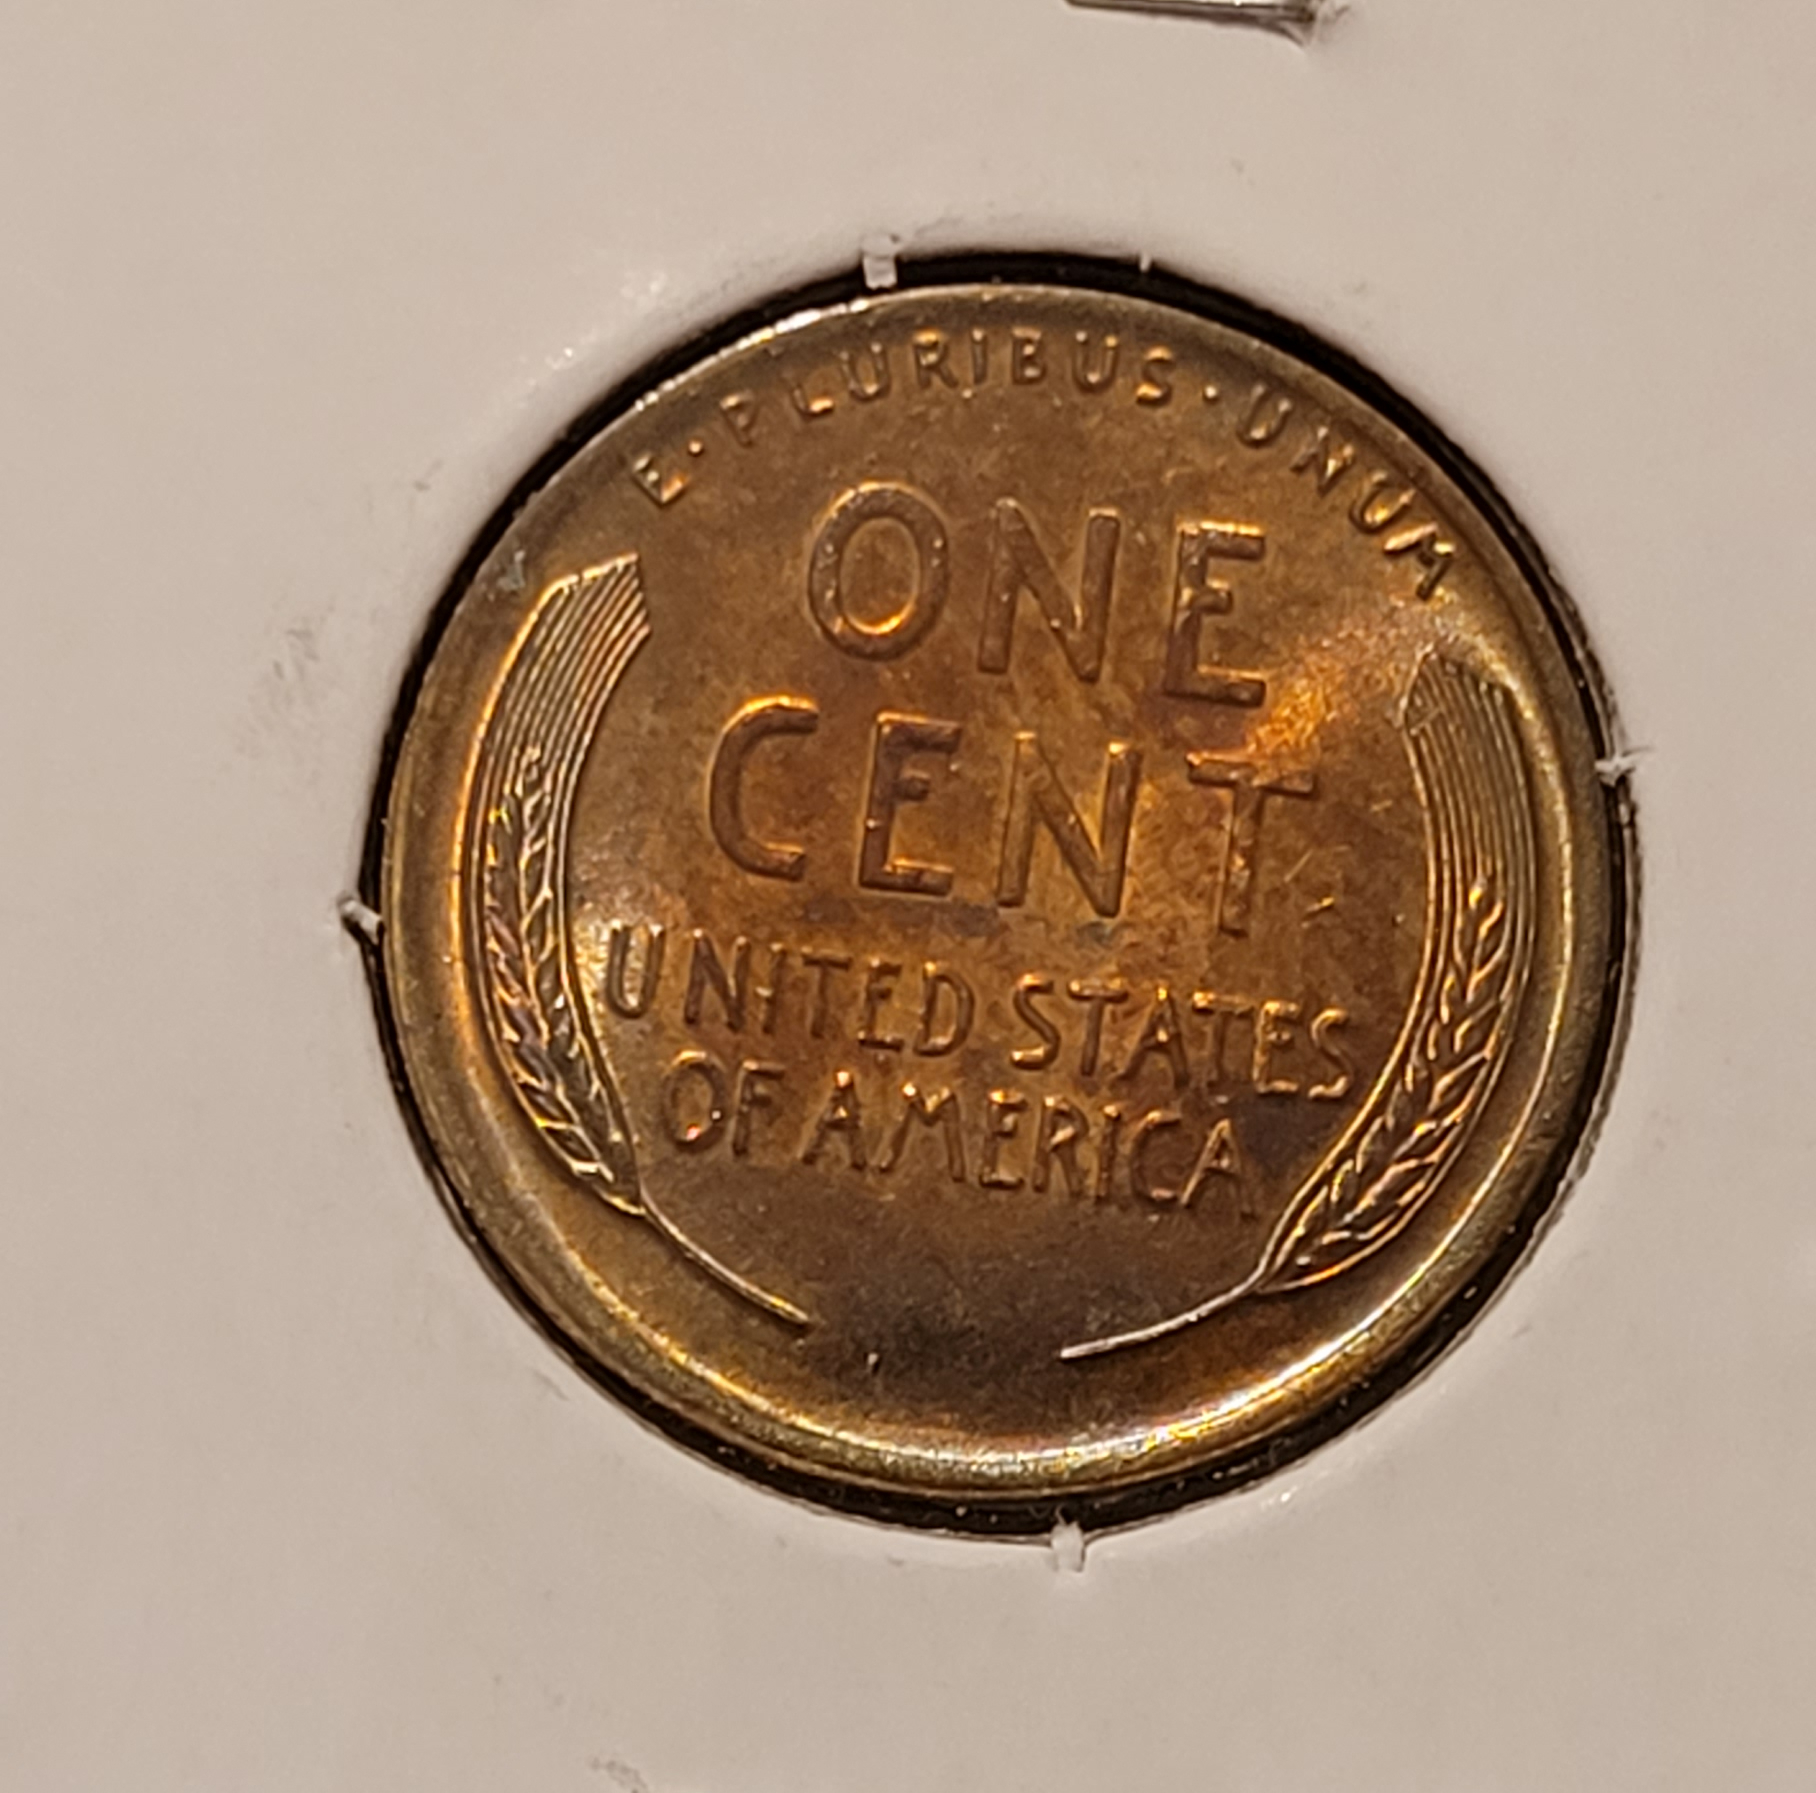 E·PLURIBUS·UNUM
ONE
CENT
UNITED STATES
OF AMERICA